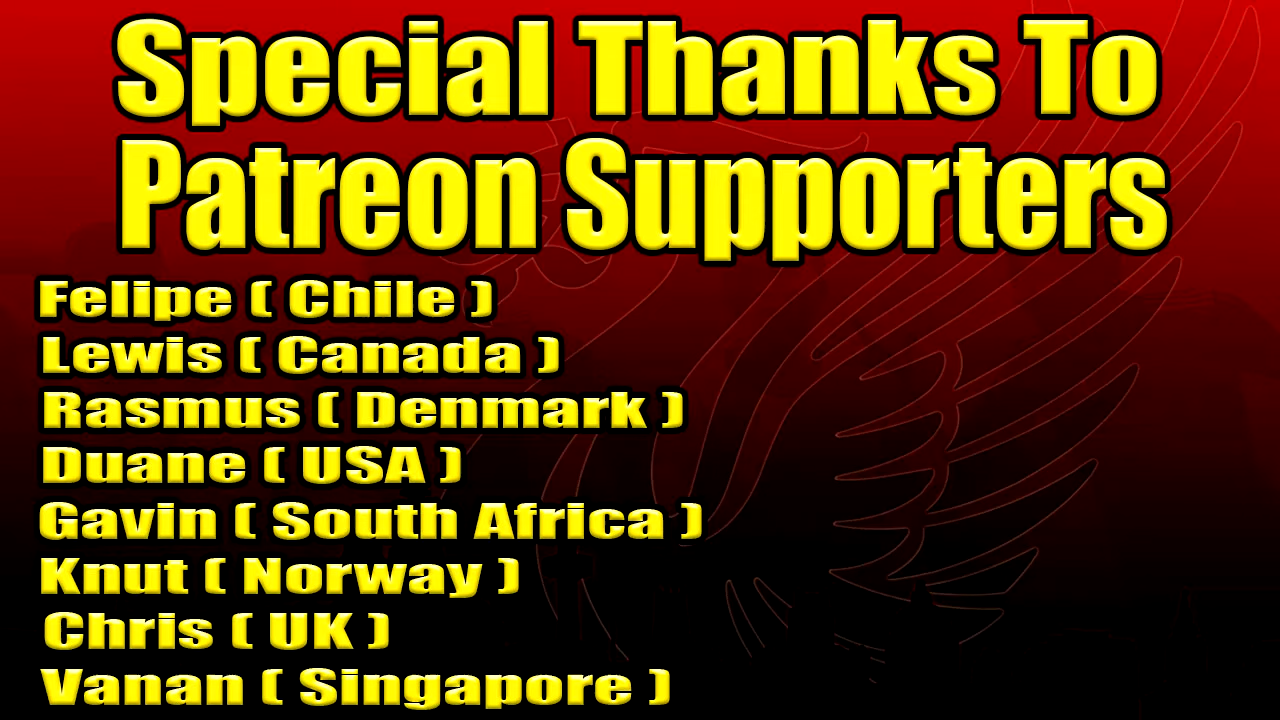 Special Thanks To
Patreon Supporters
Felipe ( Chile )
Lewis ( Canada )
Rasmus ( Denmark )
Duane ( USA )
Gavin ( South Africa )
Knut ( Norway )
Chris ( UK )
Vanan ( Singapore )